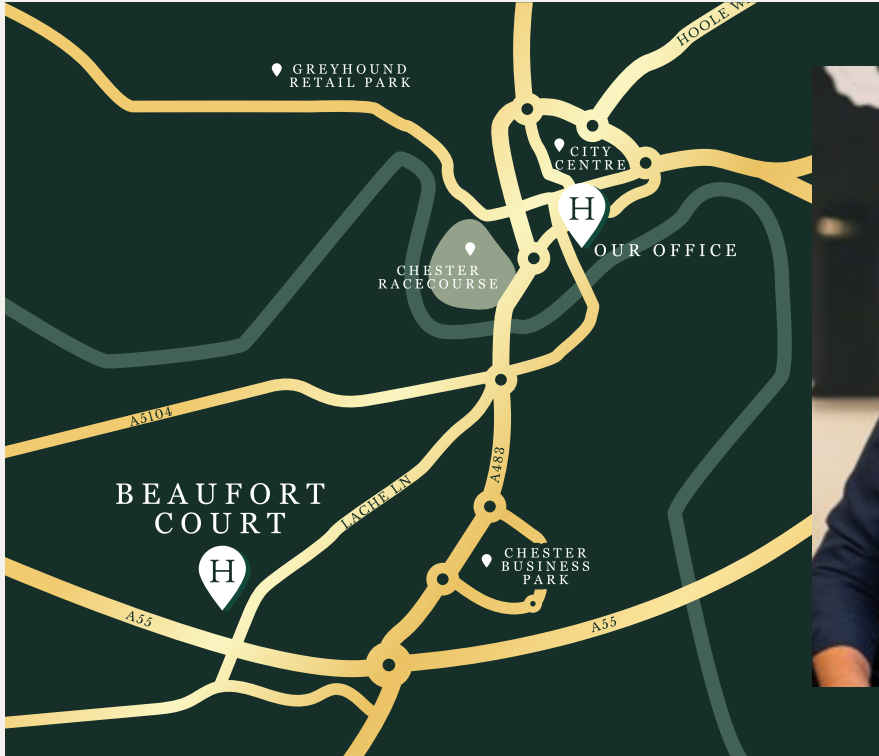 HOOLE
GREYHOUND
RETAIL PARK
CITY
CENTRE
H
OUR OFFICE
CHESTER
RACECOURSE
A5104
A483
BEAUFORT
COURT
LACHE LN
H
CHESTER
BUSINESS
PARK
A55
A55